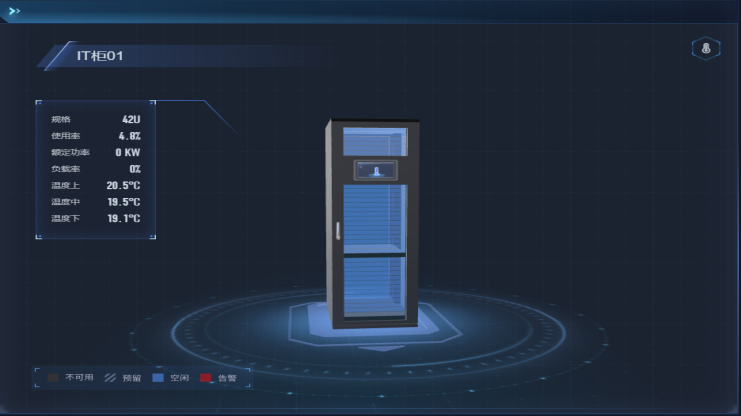 IT柜01
规格 42U
使用率 4.8%
额定功率 0 KW
负载率 0%
温度上 20.5°C
温度中 19.5°C
温度下 19.1°C
不可用 预留 空闲 告警